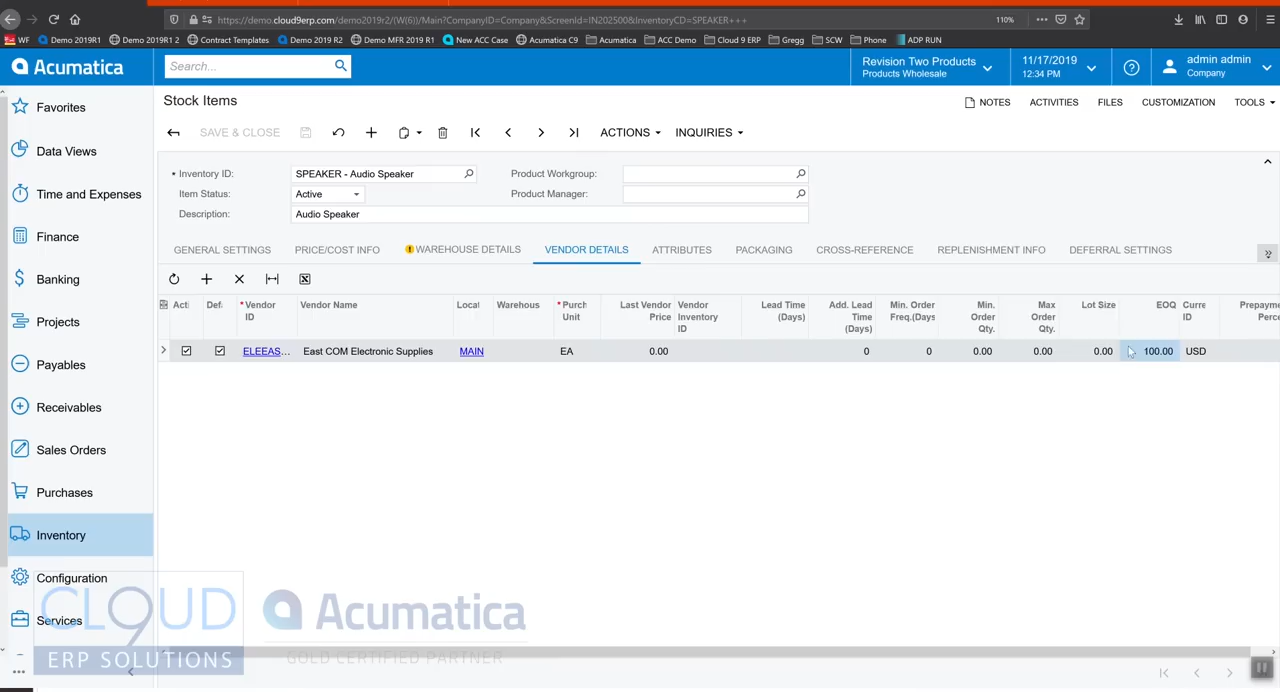 https://demo.cloud9erp.com/demo2019r2/(W(6))/Main?CompanyID=Company&ScreenId=IN202500&InventoryCD=SPEAKER+++
110%
WF
Demo 2019R1
Demo 2019R1 2
Contract Templates
Demo 2019 R2
Demo MFR 2019 R1
New ACC Case
Acumatica C9
Acumatica
ACC Demo
Cloud 9 ERP
Gregg
SCW
Phone
ADP RUN
Acumatica
Search...
Revision Two Products
Products Wholesale
11/17/2019
12:34 PM
?
admin admin
Company
Favorites
Data Views
Time and Expenses
Finance
Banking
Projects
Payables
Receivables
Sales Orders
Purchases
Inventory
Configuration
Services
Stock Items
NOTES ACTIVITIES FILES CUSTOMIZATION TOOLS
SAVE & CLOSE ACTIONS INQUIRIES
Inventory ID: SPEAKER - Audio Speaker Product Workgroup:
Item Status: Active Product Manager:
Description: Audio Speaker
GENERAL SETTINGS PRICE/COST INFO WAREHOUSE DETAILS VENDOR DETAILS ATTRIBUTES PACKAGING CROSS-REFERENCE REPLENISHMENT INFO DEFERRAL SETTINGS
Acti Def *Vendor Vendor Name Locat Warehous *Purch Last Vendor Vendor Lead Time Add. Lead Min. Order Min. Max Lot Size EOQ Curre Prepayme
ID Unit Price Inventory (Days) Time Freq.(Days Order Order ID Perce
ID (Days) Qty. Qty.
ELEEAS... East COM Electronic Supplies MAIN EA 0.00 0 0 0.00 0.00 0.00 100.00 USD
CLOUD
9
ERP SOLUTIONS
Acumatica
GOLD CERTIFIED PARTNER